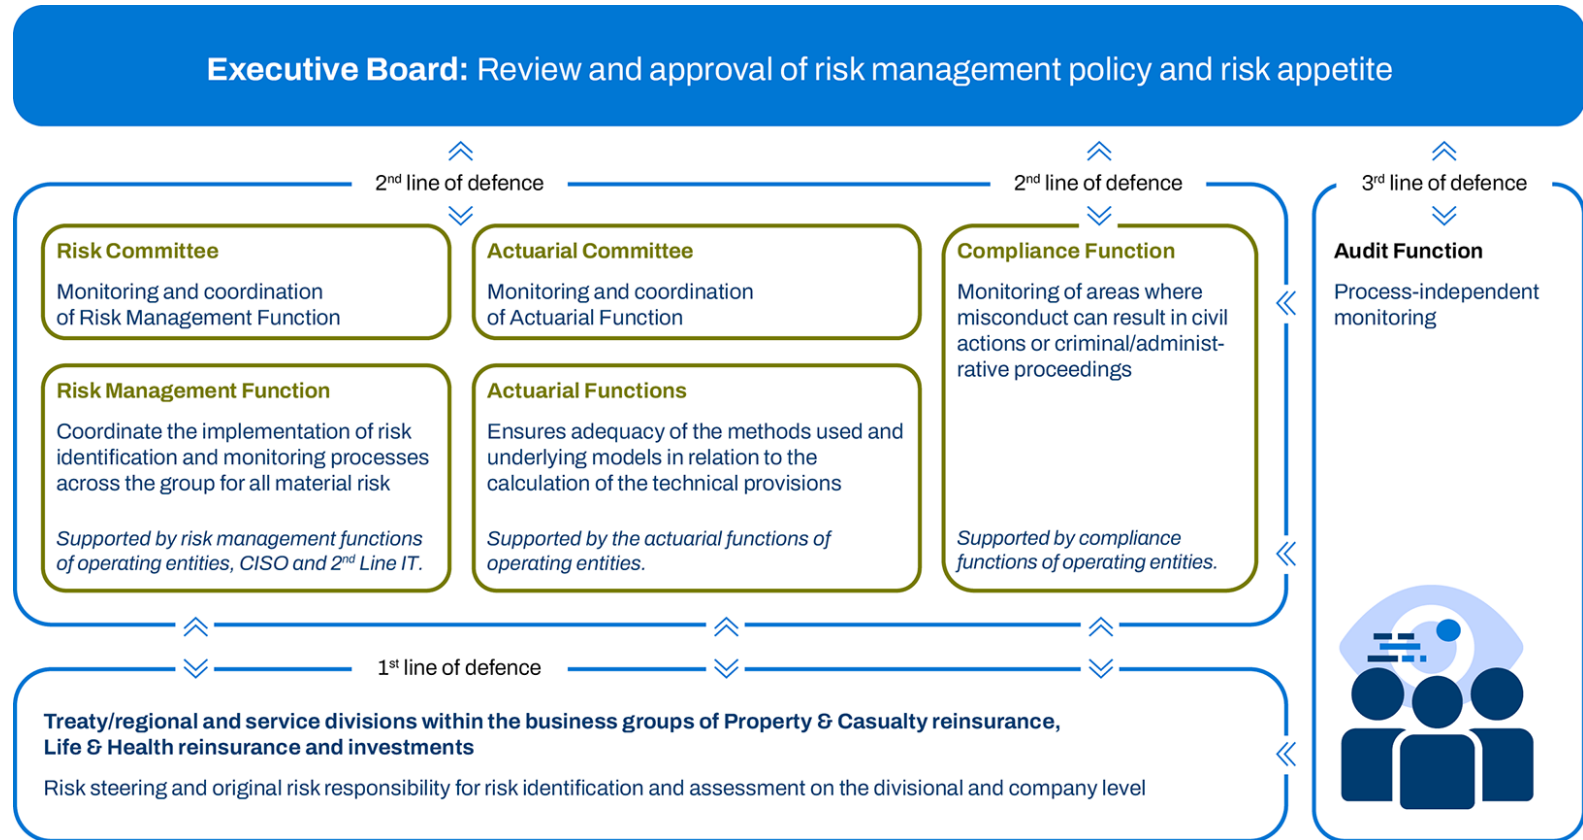 Executive Board: Review and approval of risk management policy and risk appetite
2nd line of defence
2nd line of defence
3rd line of defence
Risk Committee
Monitoring and coordination
of Risk Management Function
Actuarial Committee
Monitoring and coordination
of Actuarial Function
Compliance Function
Monitoring of areas where
misconduct can result in civil
actions or criminal/administ-
rative proceedings
Supported by compliance
functions of operating entities.
Audit Function
Process-independent
monitoring
Risk Management Function
Coordinate the implementation of risk
identification and monitoring processes
across the group for all material risk
Supported by risk management functions
of operating entities, CISO and 2nd Line IT.
Actuarial Functions
Ensures adequacy of the methods used and
underlying models in relation to the
calculation of the technical provisions
Supported by the actuarial functions of
operating entities.
1st line of defence
Treaty/regional and service divisions within the business groups of Property & Casualty reinsurance,
Life & Health reinsurance and investments
Risk steering and original risk responsibility for risk identification and assessment on the divisional and company level